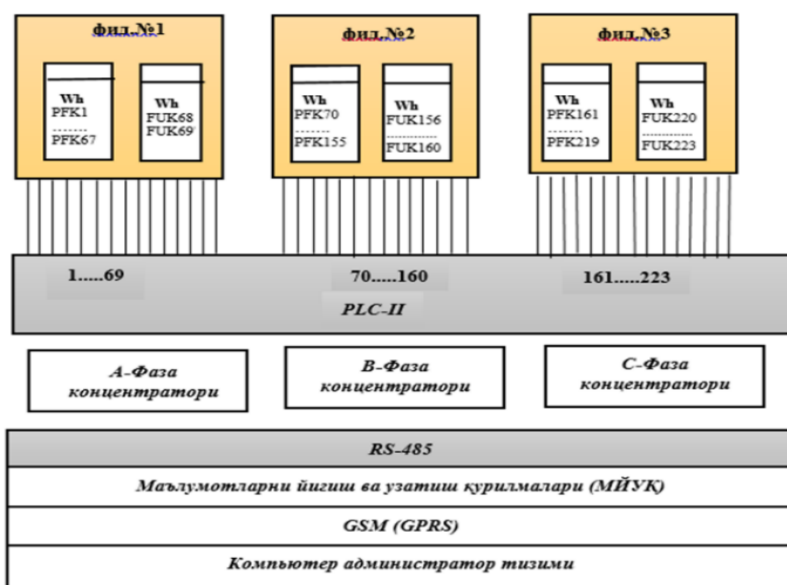 фид.№1
Wh
PFK1
.......
PFK67
Wh
FUK68
FUK69
фид.№2
Wh
PFK70
.......
PFK155
Wh
FUK156
..........
FUK160
фид.№3
Wh
PFK161
.......
PFK219
Wh
FUK220
..........
FUK223
1.....69
70.....160
161.....223
PLC-II
A-Фаза
концентратори
B-Фаза
концентратори
C-Фаза
концентратори
RS-485
Маълумотларни йигиш ва узатиш қурилмалари (МЙУҚ)
GSM (GPRS)
Компьютер администратор тизими